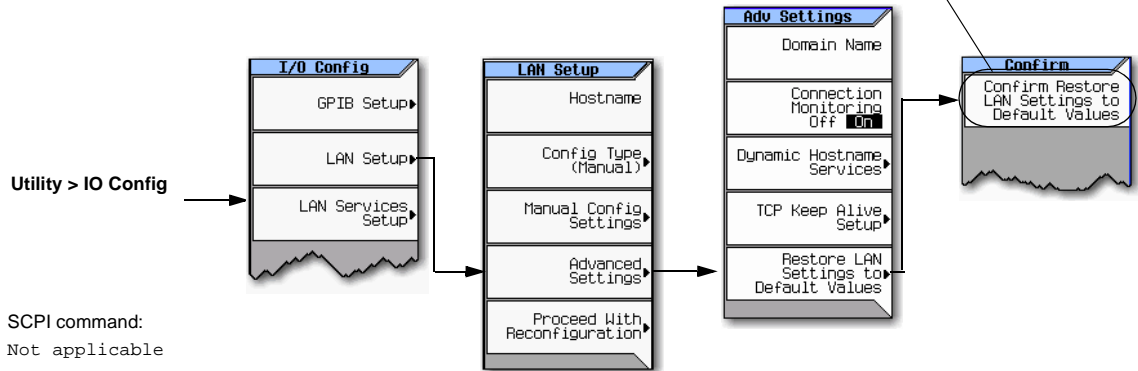 Utility > IO Config
SCPI command:
Not applicable
I/O Config
GPIB Setup
LAN Setup
LAN Services
Setup
LAN Setup
Hostname
Config Type
(Manual)
Manual Config
Settings
Advanced
Settings
Proceed With
Reconfiguration
Adv Settings
Domain Name
Connection
Monitoring
Off On
Dynamic Hostname
Services
TCP Keep Alive
Setup
Restore LAN
Settings to
Default Values
Confirm
Confirm Restore
LAN Settings to
Default Values